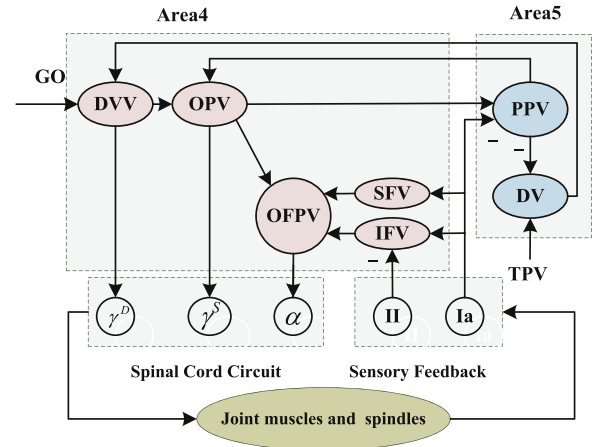 Area4
Area5
GO
DVV
OPV
PPV
–
–
SFV
DV
OFPV
IFV
–
TPV
γᴰ
γˢ
α
II
Ia
Spinal Cord Circuit
Sensory Feedback
Joint muscles and spindles